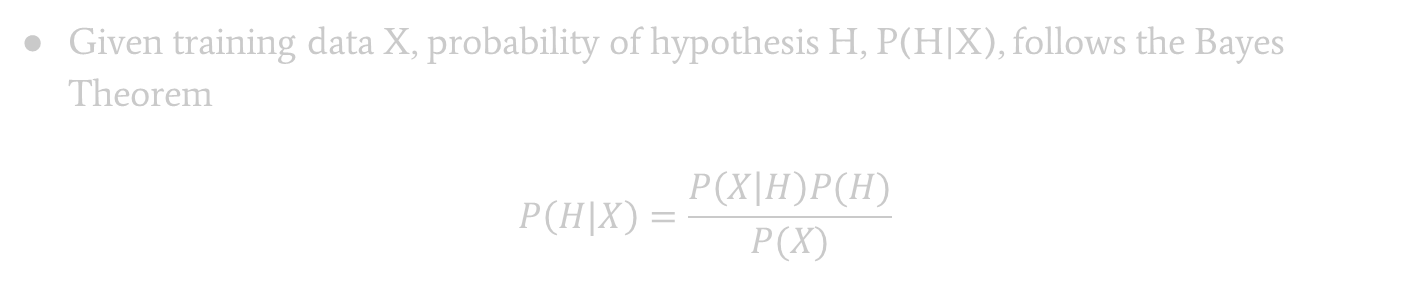 ● Given training data X, probability of hypothesis H, P(H|X), follows the Bayes
Theorem
P(H|X) = P(X|H)P(H) / P(X)